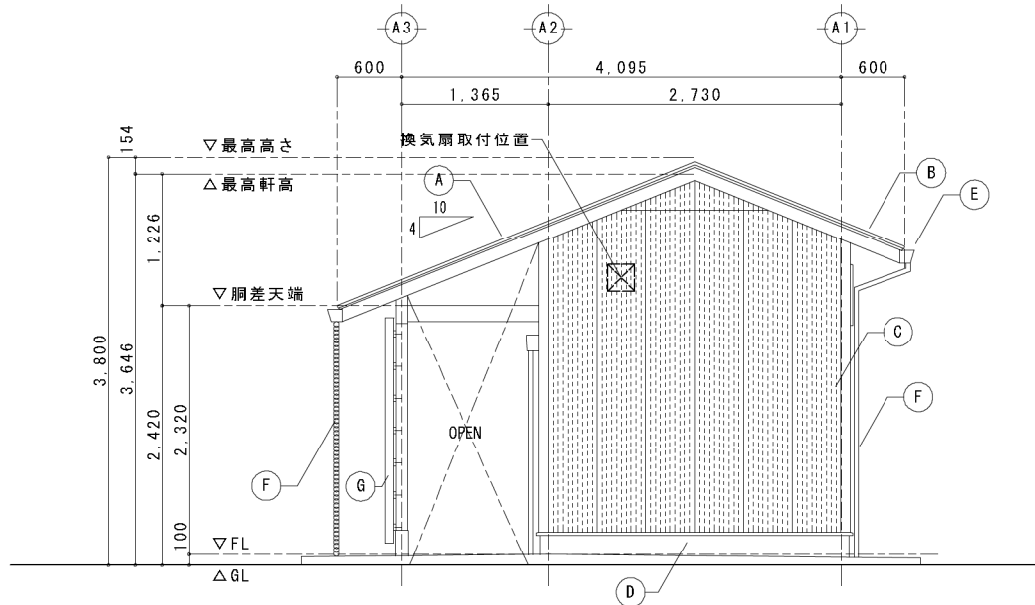 A3
A2
A1
600
4,095
600
1,365
2,730
154
▽最高高さ
換気扇取付位置
△最高軒高
A
B
E
10
4
1,226
▽胴差天端
C
3,800
3,646
2,420
2,320
F
OPEN
F
G
100
▽FL
△GL
D